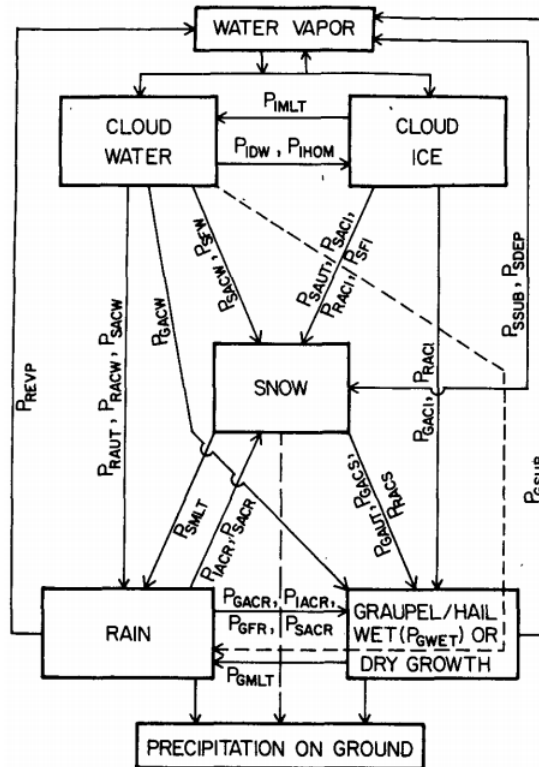 WATER VAPOR
P_IMLT
CLOUD WATER
CLOUD ICE
P_IDW , P_IHOM
P_SACW , P_SFW
P_SAUT , P_SACI,
P_RACI , P_SFI
P_SSUB , P_SDEP
P_GACW
P_RAUT , P_RACW , P_SACW
P_REVP
P_GACI , P_RACI
SNOW
P_SMLT
P_IACR, P_SACR
P_GAUT, P_GACS,
P_RACS
P_GSUB
RAIN
P_GACR, P_IACR,
P_GFR, P_SACR
P_GMLT
GRAUPEL/HAIL
WET(P_GWET) OR
DRY GROWTH
PRECIPITATION ON GROUND